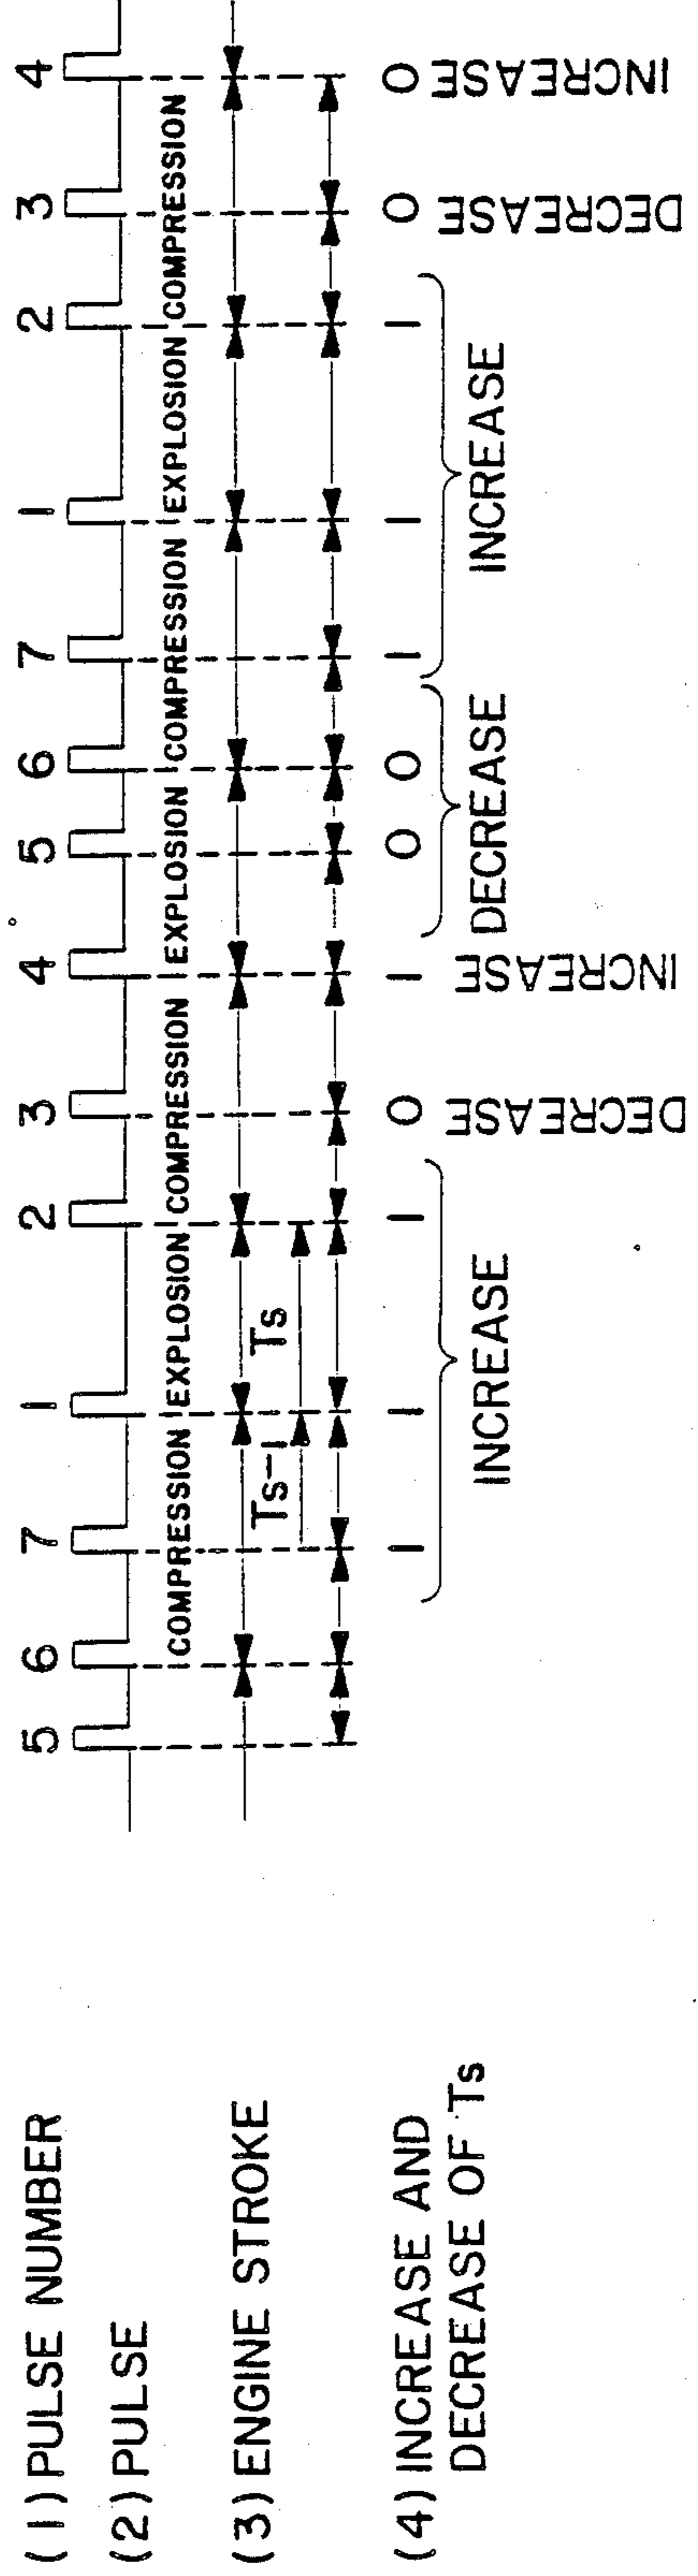 (1) PULSE NUMBER 5 6 7 1 2 3 4 5 6 7 1 2 3 4
(2) PULSE
COMPRESSION EXPLOSION COMPRESSION EXPLOSION COMPRESSION EXPLOSION COMPRESSION
(3) ENGINE STROKE
Ts-1 Ts
(4) INCREASE AND 1 1 1 0 1 0 0 1 1 1 0 0
DECREASE OF Ts INCREASE DECREASE INCREASE DECREASE INCREASE DECREASE INCREASE